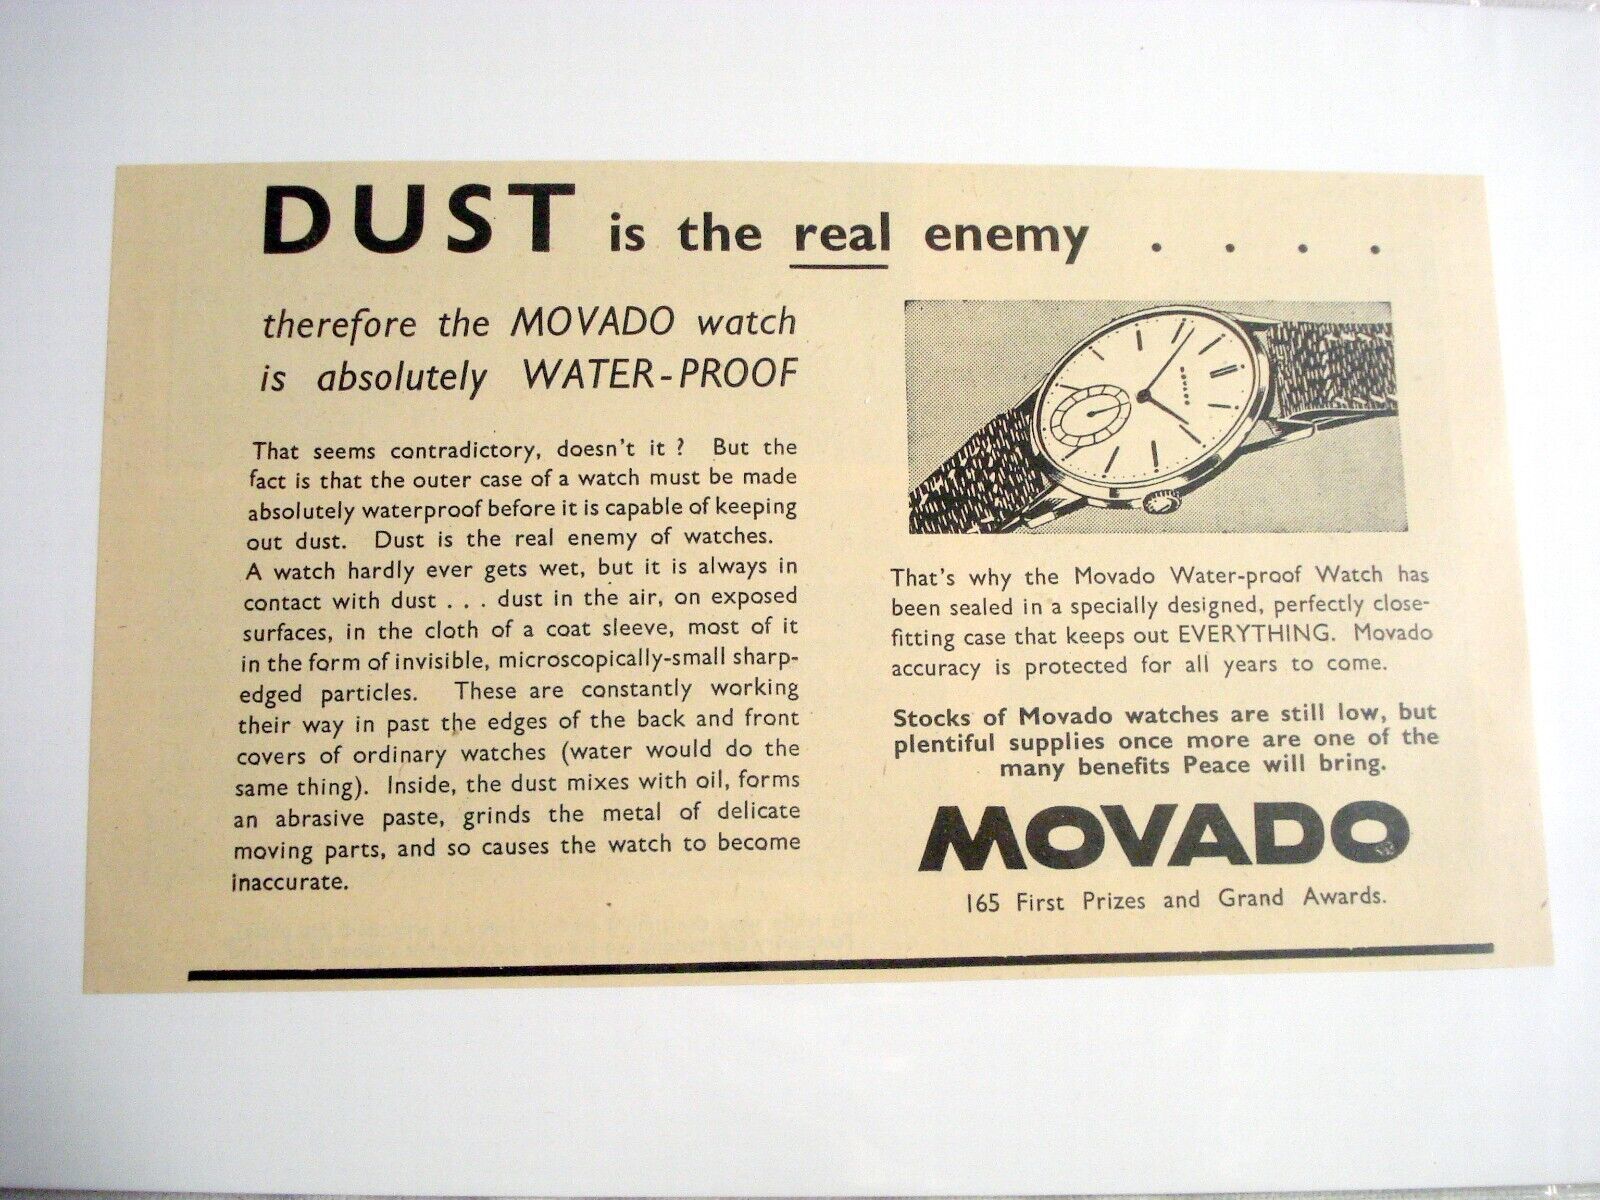 DUST is the real enemy . . . .
therefore the MOVADO watch
is absolutely WATER-PROOF
That seems contradictory, doesn't it ? But the
fact is that the outer case of a watch must be made
absolutely waterproof before it is capable of keeping
out dust. Dust is the real enemy of watches.
A watch hardly ever gets wet, but it is always in
contact with dust . . . dust in the air, on exposed
surfaces, in the cloth of a coat sleeve, most of it
in the form of invisible, microscopically-small sharp-
edged particles. These are constantly working
their way in past the edges of the back and front
covers of ordinary watches (water would do the
same thing). Inside, the dust mixes with oil, forms
an abrasive paste, grinds the metal of delicate
moving parts, and so causes the watch to become
inaccurate.
MOVADO
That's why the Movado Water-proof Watch has
been sealed in a specially designed, perfectly close-
fitting case that keeps out EVERYTHING. Movado
accuracy is protected for all years to come.
Stocks of Movado watches are still low, but
plentiful supplies once more are one of the
many benefits Peace will bring.
MOVADO
165 First Prizes and Grand Awards.